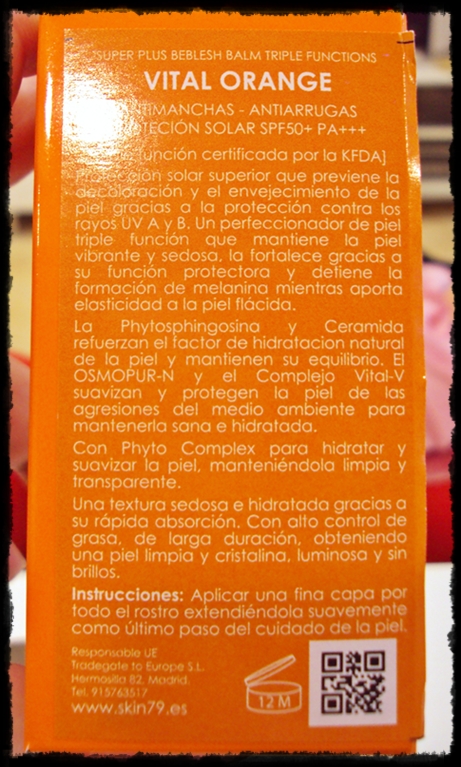 SUPER PLUS BEBLESH BALM TRIPLE FUNCTIONS
VITAL ORANGE
ANTIMANCHAS - ANTIARRUGAS
PROTECIÓN SOLAR SPF50+ PA+++
función certificada por la KFDA]
Protección solar superior que previene la
decoloración y el envejecimiento de la
piel gracias a la protección contra los
rayos UV A y B. Un perfeccionador de piel
triple función que mantiene la piel
vibrante y sedosa, la fortalece gracias a
su función protectora y detiene la
formación de melanina mientras aporta
elasticidad a la piel flácida.
La Phytosphingosina y Ceramida
refuerzan el factor de hidratacion natural
de la piel y mantienen su equilibrio. El
OSMOPUR-N y el Complejo Vital-V
suavizan y protegen la piel de las
agresiones del medio ambiente para
mantenerla sana e hidratada.
Con Phyto Complex para hidratar y
suavizar la piel, manteniéndola limpia y
transparente.
Una textura sedosa e hidratada gracias a
su rápida absorción. Con alto control de
grasa, de larga duración, obteniendo
una piel limpia y cristalina, luminosa y sin
brillos.
Instrucciones: Aplicar una fina capa por
todo el rostro extendiéndola suavemente
como último paso del cuidado de la piel.
Responsable UE
Tradegate to Europe S.L.
Hermosilla 82, Madrid.
Tel. 915763517
www.skin79.es
12 M